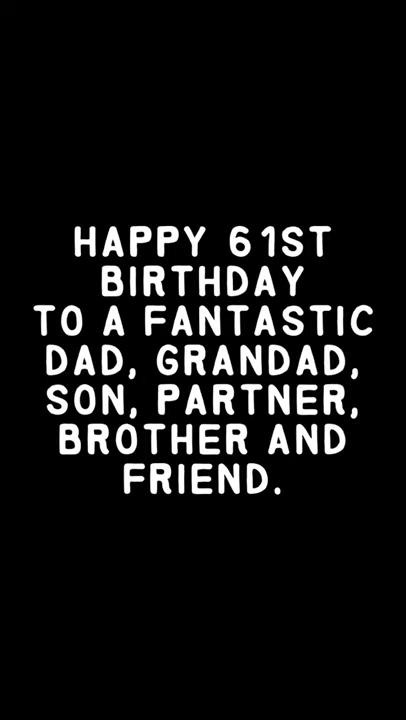 HAPPY 61ST
BIRTHDAY
TO A FANTASTIC
DAD, GRANDAD,
SON, PARTNER,
BROTHER AND
FRIEND.